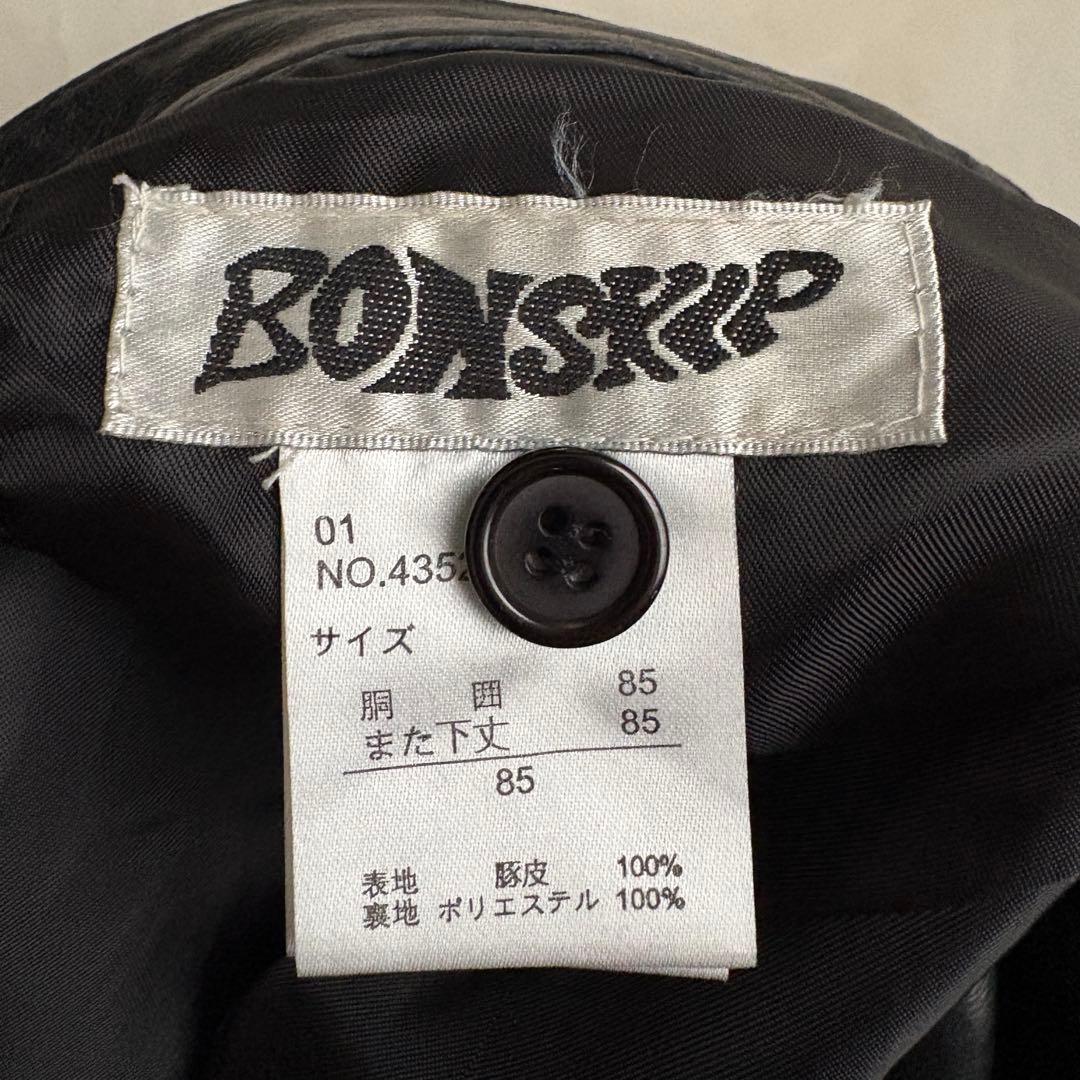 BONSKIP
01
NO.4352
サイズ
胴 囲 85
また下丈 85
85
表地 豚皮 100%
裏地 ポリエステル 100%